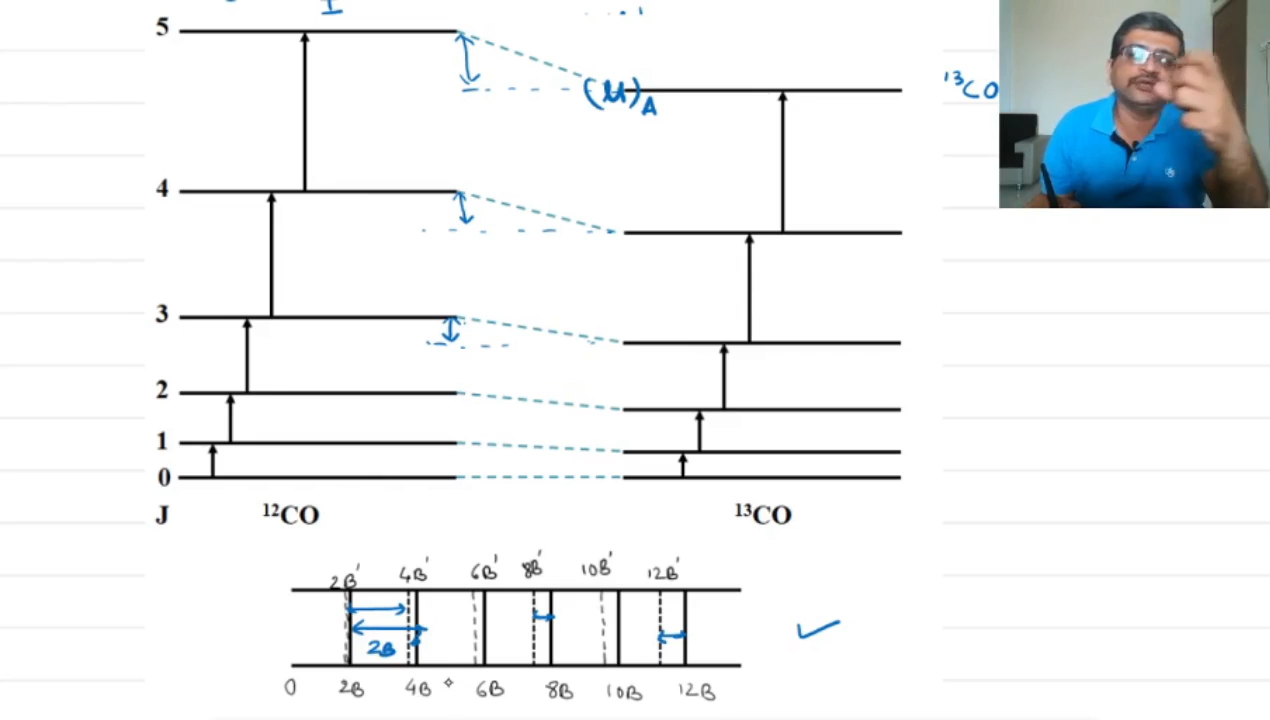 5
(μ)A
13CO
4
3
2
1
0
J 12CO 13CO
2B' 4B' 6B' 8B' 10B' 12B'
2B
0 2B 4B 6B 8B 10B 12B